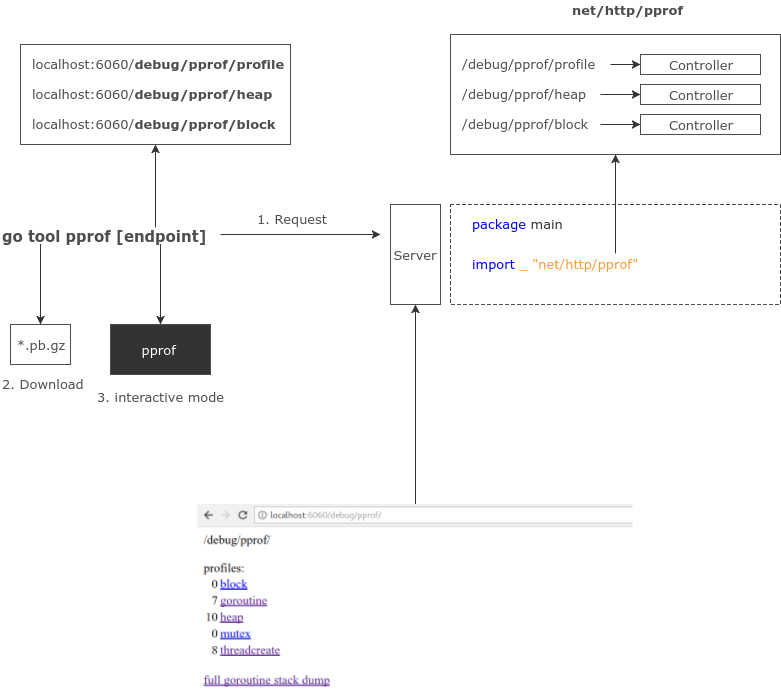 net/http/pprof
localhost:6060/debug/pprof/profile
localhost:6060/debug/pprof/heap
localhost:6060/debug/pprof/block
/debug/pprof/profile
Controller
/debug/pprof/heap
Controller
/debug/pprof/block
Controller
go tool pprof [endpoint]
1. Request
Server
package main
import _ "net/http/pprof"
*.pb.gz
pprof
2. Download
3. interactive mode
localhost:6060/debug/pprof/
/debug/pprof/
profiles:
0 block
7 goroutine
10 heap
0 mutex
8 threadcreate
full goroutine stack dump